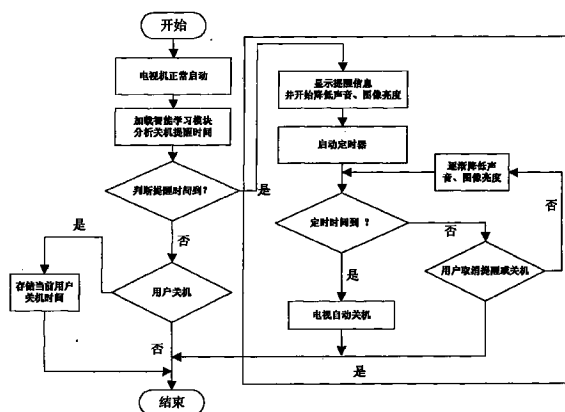 开始
电视机正常启动
加载智能学习模块
分析关机提醒时间
判断提醒时间到？
是
否
是
用户关机
存储当前用户
关机时间
否
结束
显示提醒信息
并开始降低声音、图像亮度
启动定时器
逐渐降低声
音、图像亮度
定时时间到 ？
否
否
用户取消提醒或关机
是
电视自动关机
是